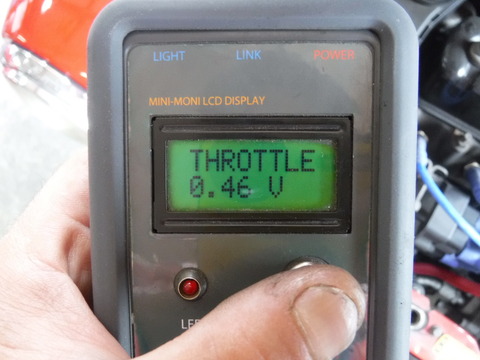 LIGHT LINK POWER
MINI-MONI LCD DISPLAY
THROTTLE
0.46 V